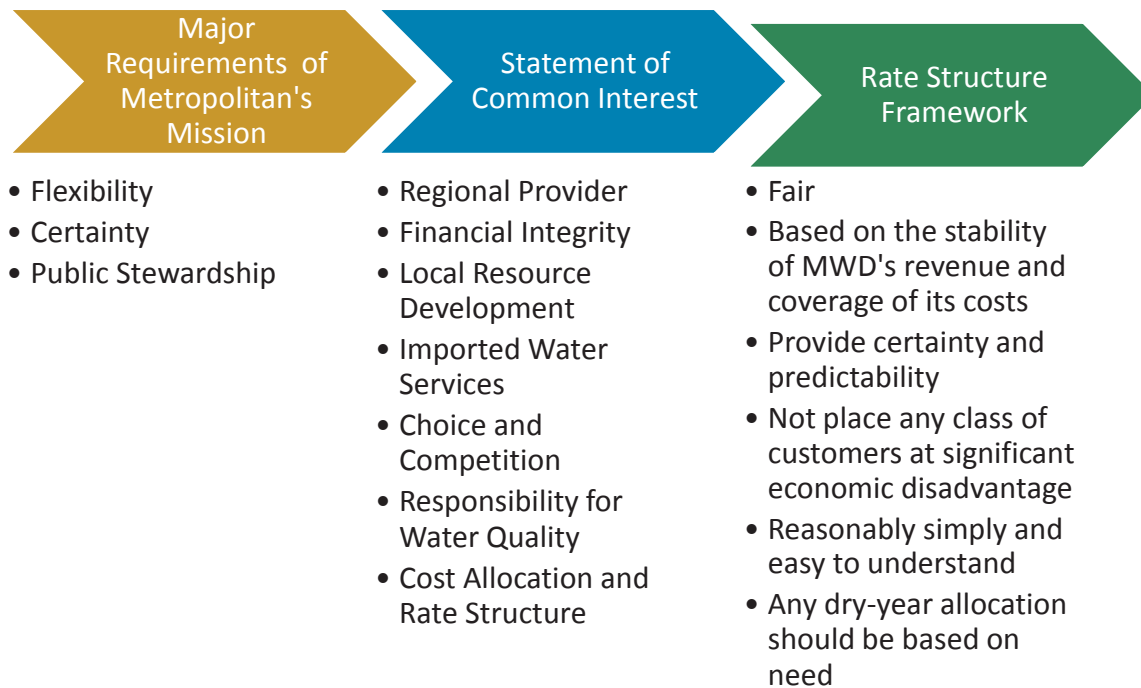 Major
Requirements of
Metropolitan's
Mission
• Flexibility
• Certainty
• Public Stewardship
Statement of
Common Interest
• Regional Provider
• Financial Integrity
• Local Resource
Development
• Imported Water
Services
• Choice and
Competition
• Responsibility for
Water Quality
• Cost Allocation and
Rate Structure
Rate Structure
Framework
• Fair
• Based on the stability
of MWD's revenue and
coverage of its costs
• Provide certainty and
predictability
• Not place any class of
customers at significant
economic disadvantage
• Reasonably simply and
easy to understand
• Any dry-year allocation
should be based on
need